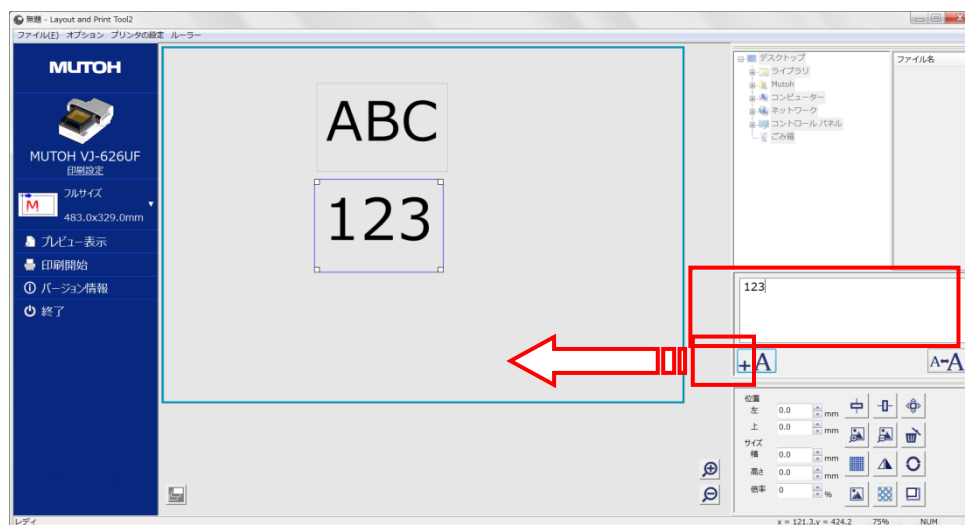 無題 - Layout and Print Tool2
ファイル(E) オプション プリンタの設定 ルーラー
MUTOH
MUTOH VJ-626UF
印刷設定
M
フルサイズ
483.0x329.0mm
プレビュー表示
印刷開始
バージョン情報
終了
ABC
123
デスクトップ
ライブラリ
Mutoh
コンピューター
ネットワーク
コントロール パネル
ごみ箱
ファイル名
123
+A
A↔A
位置
左 0.0 mm
上 0.0 mm
サイズ
幅 0.0 mm
高さ 0.0 mm
倍率 0 %
レディ
x = 121.3,y = 424.2 75% NUM